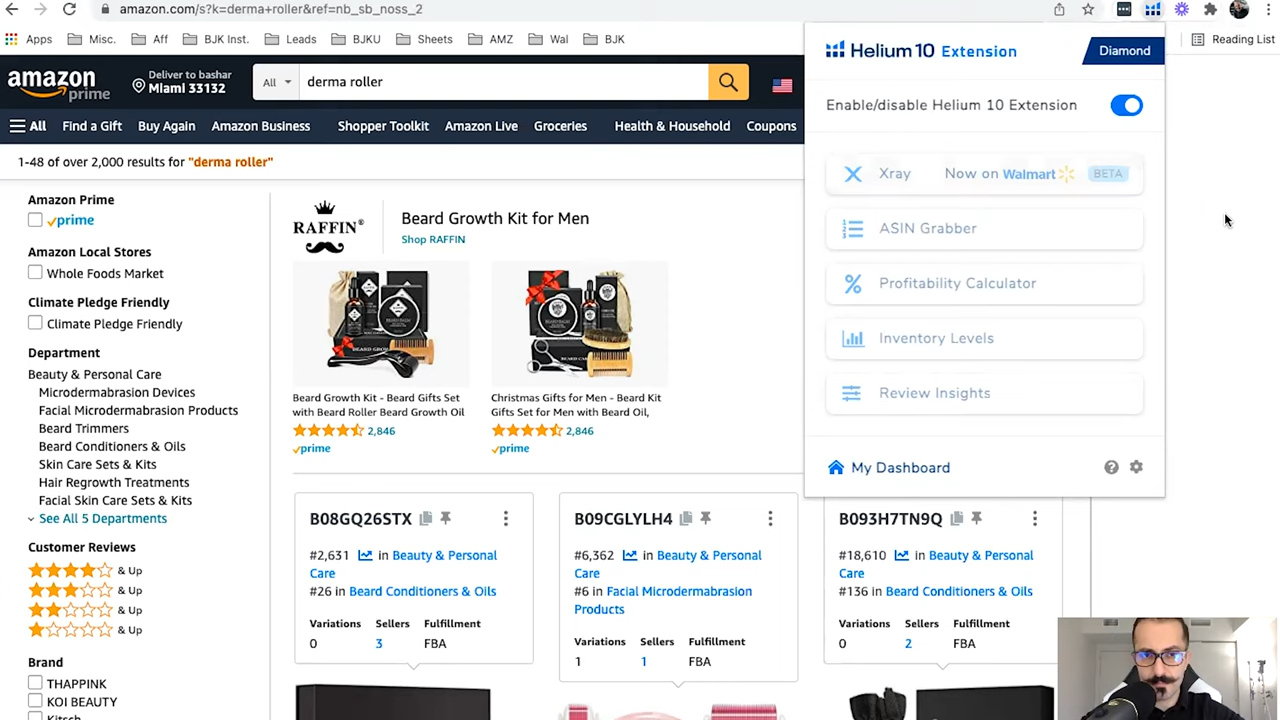 amazon.com/s?k=derma+roller&ref=nb_sb_noss_2
Apps Misc. Aff BJK Inst. Leads BJKU Sheets AMZ Wal BJK Reading List
amazon prime
Deliver to bashar
Miami 33132
All
derma roller
All Find a Gift Buy Again Amazon Business Shopper Toolkit Amazon Live Groceries Health & Household Coupons
1-48 of over 2,000 results for "derma roller"
Amazon Prime
prime
Amazon Local Stores
Whole Foods Market
Climate Pledge Friendly
Climate Pledge Friendly
Department
Beauty & Personal Care
Microdermabrasion Devices
Facial Microdermabrasion Products
Beard Trimmers
Beard Conditioners & Oils
Skin Care Sets & Kits
Hair Regrowth Treatments
Facial Skin Care Sets & Kits
See All 5 Departments
Customer Reviews
& Up
& Up
& Up
& Up
Brand
THAPPINK
KOI BEAUTY
Kitsch
RAFFIN
Beard Growth Kit for Men
Shop RAFFIN
Beard Growth Kit - Beard Gifts Set
with Beard Roller Beard Growth Oil
2,846
prime
Christmas Gifts for Men - Beard Kit
Gifts Set for Men with Beard Oil,
2,846
prime
Helium 10 Extension
Diamond
Enable/disable Helium 10 Extension
Xray Now on Walmart BETA
ASIN Grabber
Profitability Calculator
Inventory Levels
Review Insights
My Dashboard
B08GQ26STX
#2,631 in Beauty & Personal
Care
#26 in Beard Conditioners & Oils
Variations Sellers Fulfillment
0 3 FBA
B09CGLYLH4
#6,362 in Beauty & Personal
Care
#6 in Facial Microdermabrasion
Products
Variations Sellers Fulfillment
1 1 FBA
B093H7TN9Q
#18,610 in Beauty & Personal
Care
#136 in Beard Conditioners & Oils
Variations Sellers Fulfillment
0 2 FBA